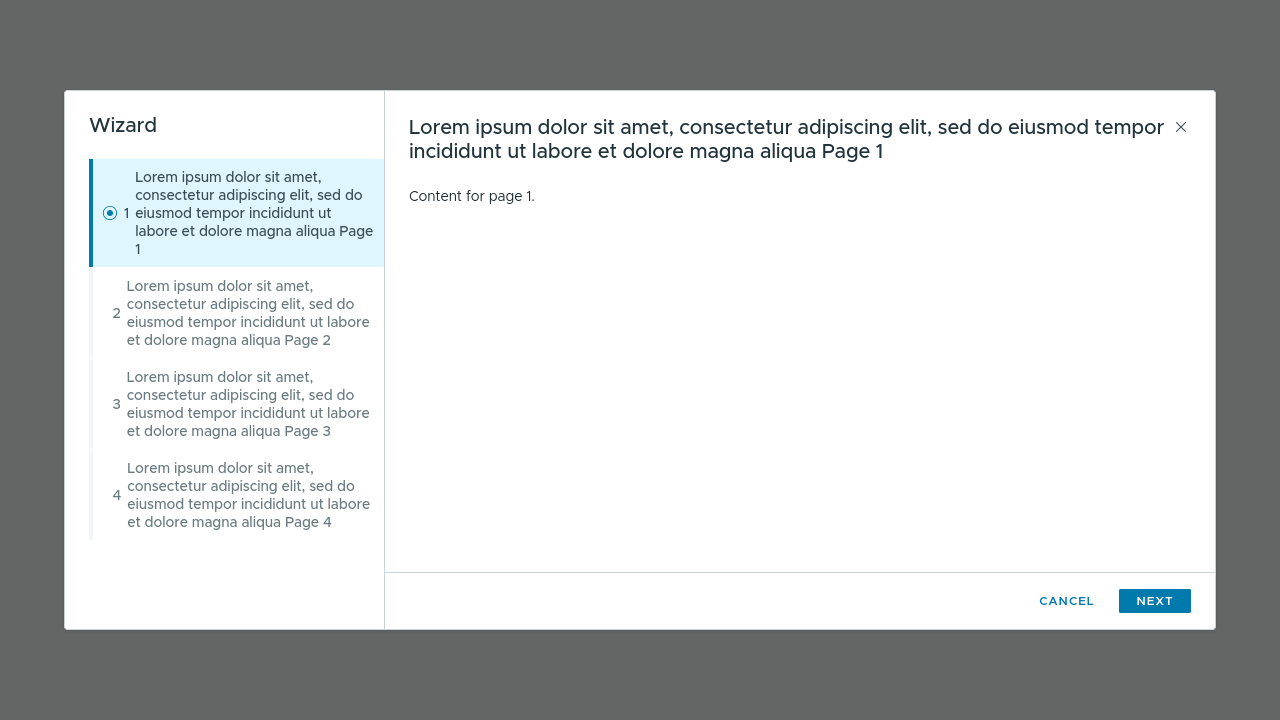 Wizard
1
Lorem ipsum dolor sit amet,
consectetur adipiscing elit, sed do
eiusmod tempor incididunt ut
labore et dolore magna aliqua Page
1
2
Lorem ipsum dolor sit amet,
consectetur adipiscing elit, sed do
eiusmod tempor incididunt ut labore
et dolore magna aliqua Page 2
3
Lorem ipsum dolor sit amet,
consectetur adipiscing elit, sed do
eiusmod tempor incididunt ut labore
et dolore magna aliqua Page 3
4
Lorem ipsum dolor sit amet,
consectetur adipiscing elit, sed do
eiusmod tempor incididunt ut labore
et dolore magna aliqua Page 4
Lorem ipsum dolor sit amet, consectetur adipiscing elit, sed do eiusmod tempor
incididunt ut labore et dolore magna aliqua Page 1
Content for page 1.
CANCEL
NEXT